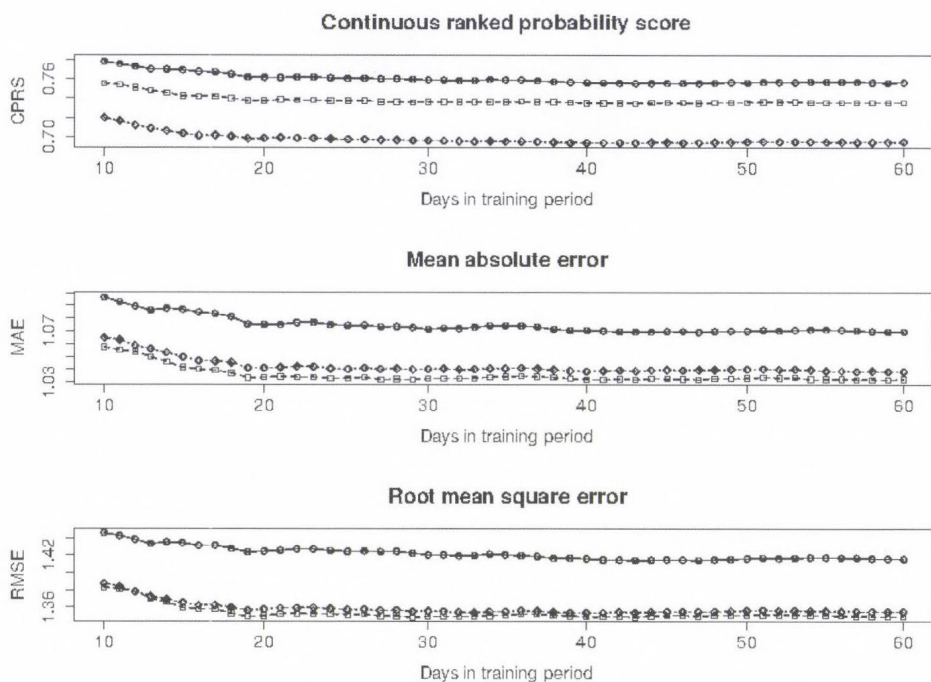 Continuous ranked probability score
CPRS
0.76
0.70
10 20 30 40 50 60
Days in training period
Mean absolute error
MAE
1.07
1.03
10 20 30 40 50 60
Days in training period
Root mean square error
RMSE
1.42
1.36
10 20 30 40 50 60
Days in training period